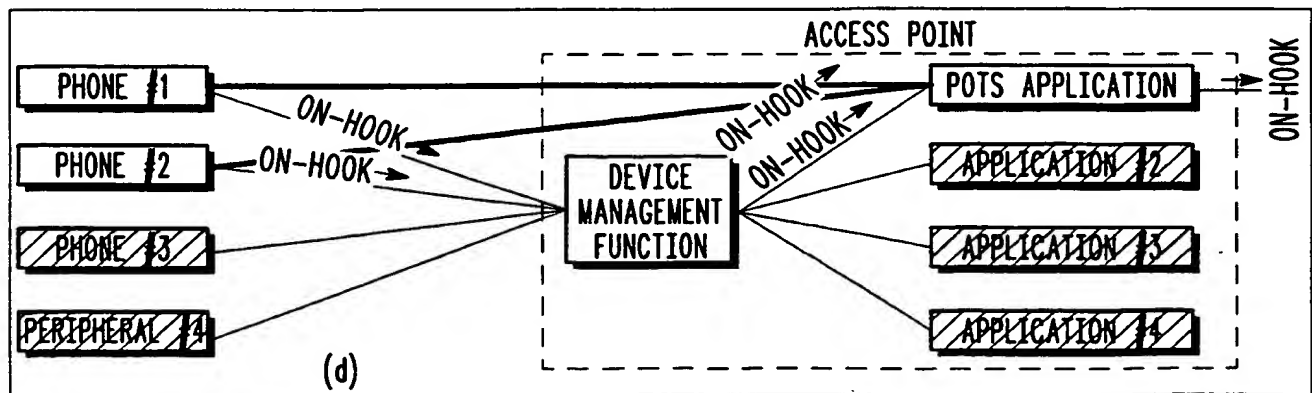 ACCESS POINT
PHONE #1
PHONE #2
PHONE #3
PERIPHERAL #4
ON-HOOK
ON-HOOK
DEVICE
MANAGEMENT
FUNCTION
ON-HOOK
ON-HOOK
POTS APPLICATION
APPLICATION #2
APPLICATION #3
APPLICATION #4
ON-HOOK
(d)